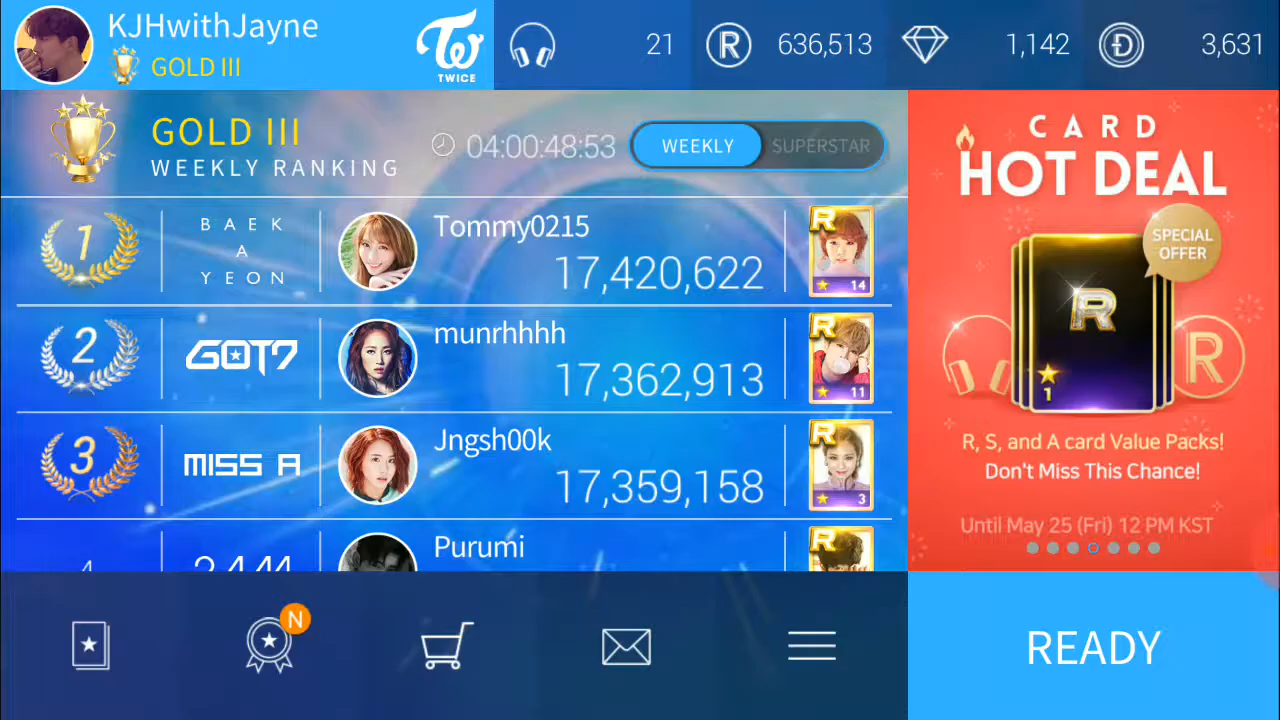 KJHwithJayne
GOLD III
TWICE
21
R
636,513
1,142
3,631
GOLD III
WEEKLY RANKING
04:00:48:53
WEEKLY
SUPERSTAR
1
BAEK
A
YEON
Tommy0215
17,420,622
R
14
2
GOT7
munrhhhh
17,362,913
R
11
3
MISS A
Jngsh00k
17,359,158
R
3
4
Purumi
R
CARD
HOT DEAL
SPECIAL
OFFER
R
R
1
R, S, and A card Value Packs!
Don't Miss This Chance!
Until May 25 (Fri) 12 PM KST
N
READY